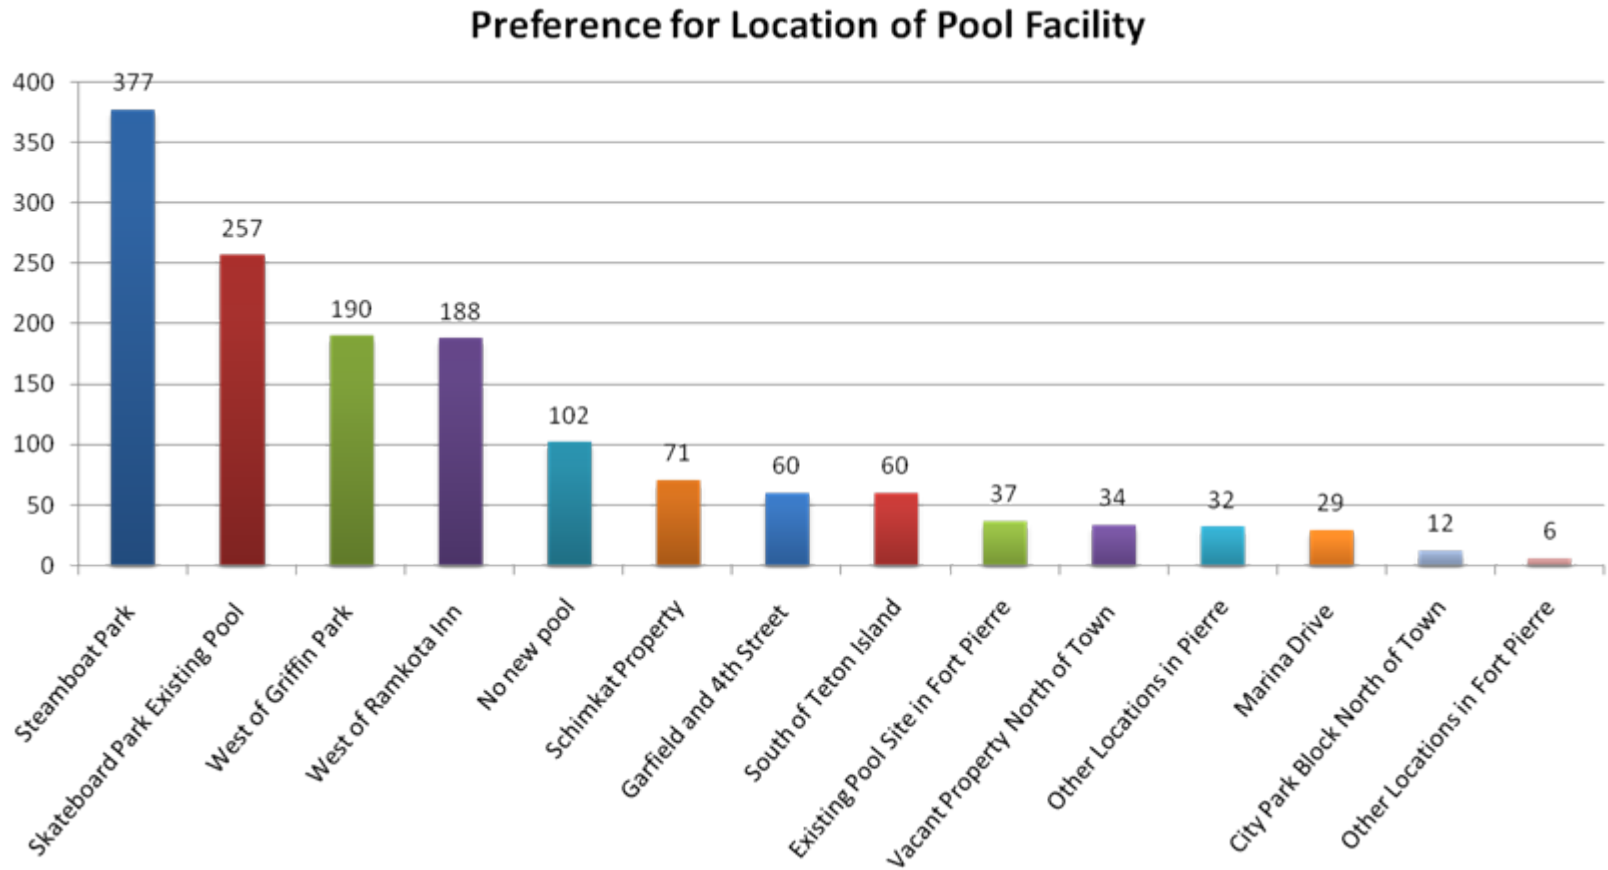 Preference for Location of Pool Facility
400
350
300
250
200
150
100
50
0
377
257
190
188
102
71
60
60
37
34
32
29
12
6
Steamboat Park
Skateboard Park Existing Pool
West of Griffin Park
West of Ramkota Inn
No new pool
Schimkat Property
Garfield and 4th Street
South of Teton Island
Existing Pool Site in Fort Pierre
Vacant Property North of Town
Other Locations in Pierre
Marina Drive
City Park Block North of Town
Other Locations in Fort Pierre